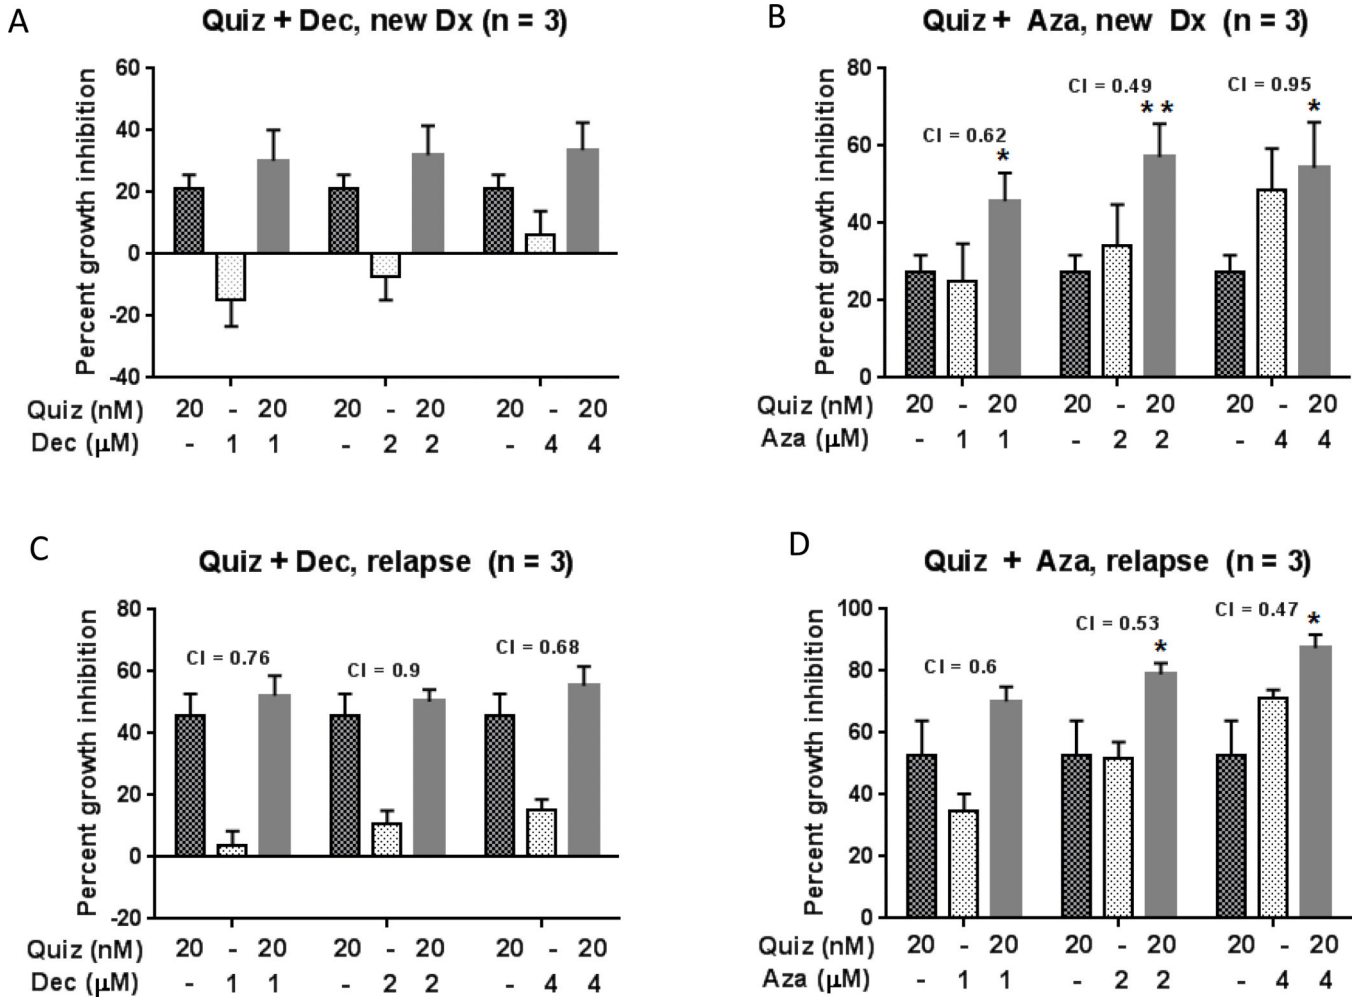 A
Quiz + Dec, new Dx (n = 3)
Percent growth inhibition
60
40
20
0
-20
-40
Quiz (nM) 20 - 20 20 - 20 20 - 20
Dec (μM) - 1 1 - 2 2 - 4 4
B
Quiz + Aza, new Dx (n = 3)
Percent growth inhibition
80
60
40
20
0
CI = 0.62
*
CI = 0.49
* *
CI = 0.95
*
Quiz (nM) 20 - 20 20 - 20 20 - 20
Aza (μM) - 1 1 - 2 2 - 4 4
C
Quiz + Dec, relapse (n = 3)
Percent growth inhibition
80
60
40
20
0
-20
CI = 0.76
CI = 0.9
CI = 0.68
Quiz (nM) 20 - 20 20 - 20 20 - 20
Dec (μM) - 1 1 - 2 2 - 4 4
D
Quiz + Aza, relapse (n = 3)
Percent growth inhibition
100
80
60
40
20
0
CI = 0.6
CI = 0.53
*
CI = 0.47
*
Quiz (nM) 20 - 20 20 - 20 20 - 20
Aza (μM) - 1 1 - 2 2 - 4 4